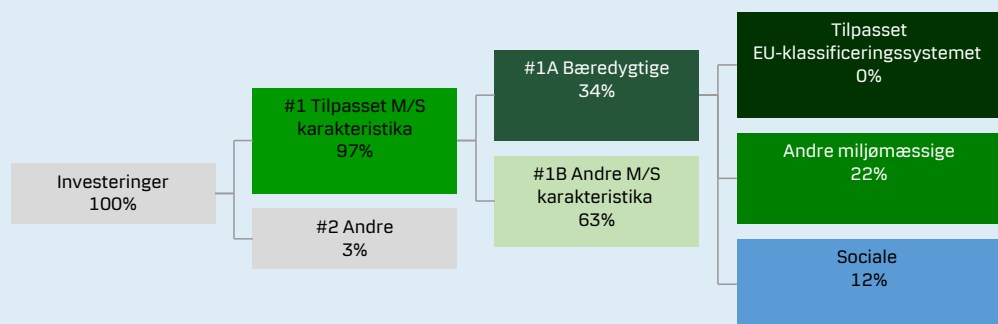 Investeringer
100%
#1 Tilpasset M/S
karakteristika
97%
#2 Andre
3%
#1A Bæredygtige
34%
#1B Andre M/S
karakteristika
63%
Tilpasset
EU-klassificeringssystemet
0%
Andre miljømæssige
22%
Sociale
12%